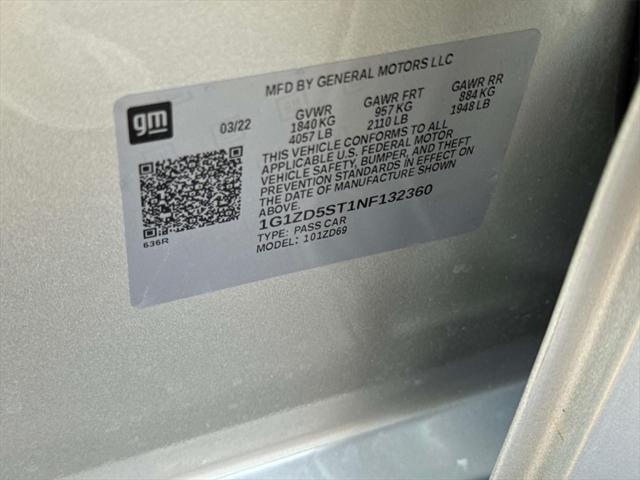 MFD BY GENERAL MOTORS LLC
gm
03/22 GVWR GAWR FRT GAWR RR
1840 KG 957 KG 884 KG
4057 LB 2110 LB 1948 LB
THIS VEHICLE CONFORMS TO ALL
APPLICABLE U.S. FEDERAL MOTOR
VEHICLE SAFETY, BUMPER, AND THEFT
PREVENTION STANDARDS IN EFFECT ON
THE DATE OF MANUFACTURE SHOWN
ABOVE.
1G1ZD5ST1NF132360
TYPE: PASS CAR
MODEL: 101ZD69
636R